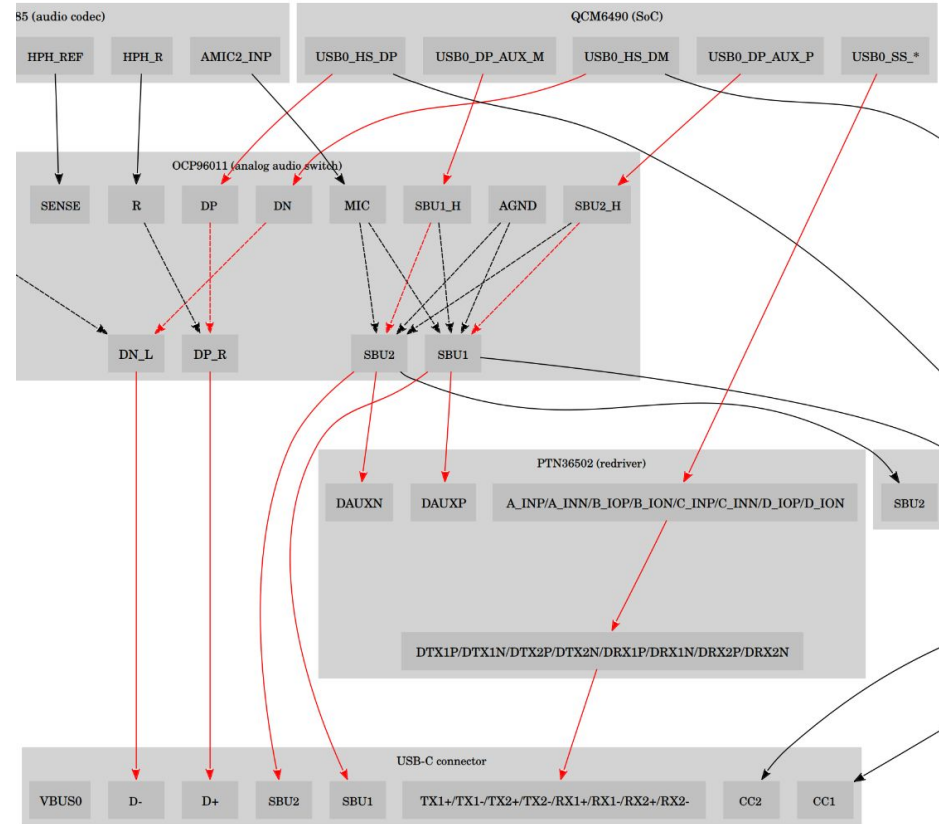 85 (audio codec)
QCM6490 (SoC)
HPH_REF
HPH_R
AMIC2_INP
USB0_HS_DP
USB0_DP_AUX_M
USB0_HS_DM
USB0_DP_AUX_P
USB0_SS_*
OCP96011 (analog audio switch)
SENSE
R
DP
DN
MIC
SBU1_H
AGND
SBU2_H
DN_L
DP_R
SBU2
SBU1
PTN36502 (redriver)
DAUXN
DAUXP
A_INP/A_INN/B_IOP/B_ION/C_INP/C_INN/D_IOP/D_ION
SBU2
DTX1P/DTX1N/DTX2P/DTX2N/DRX1P/DRX1N/DRX2P/DRX2N
USB-C connector
VBUS0
D-
D+
SBU2
SBU1
TX1+/TX1-/TX2+/TX2-/RX1+/RX1-/RX2+/RX2-
CC2
CC1